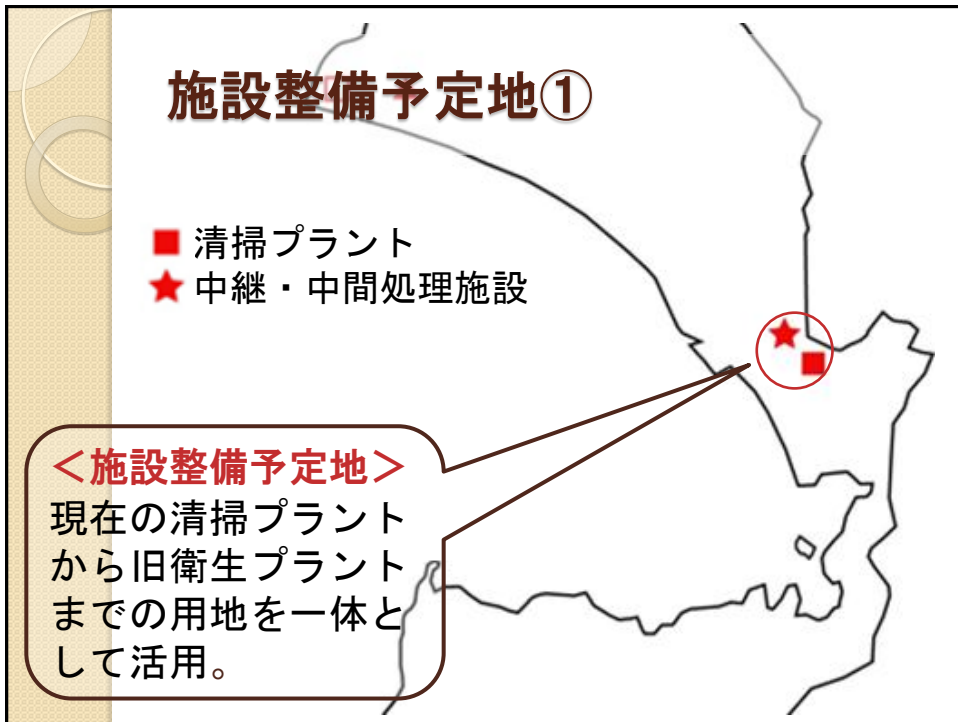 施設整備予定地①
■ 清掃プラント
★ 中継・中間処理施設
＜施設整備予定地＞
現在の清掃プラント
から旧衛生プラント
までの用地を一体と
して活用。